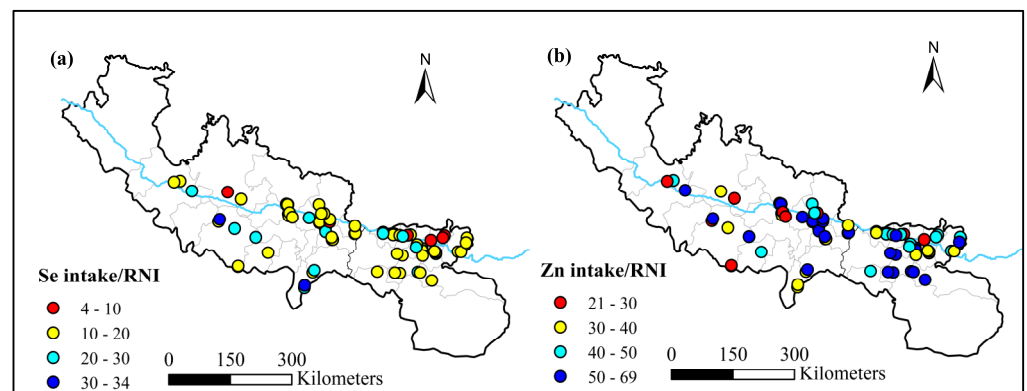 (a)
N
Se intake/RNI
4 - 10
10 - 20
20 - 30
30 - 34
0 150 300
Kilometers
(b)
N
Zn intake/RNI
21 - 30
30 - 40
40 - 50
50 - 69
0 150 300
Kilometers